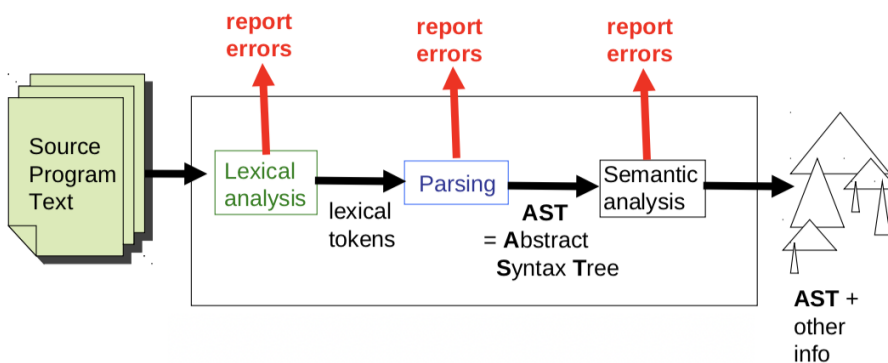 report
errors
report
errors
report
errors
Source
Program
Text
Lexical
analysis
Parsing
Semantic
analysis
lexical
tokens
AST
= Abstract
Syntax Tree
AST +
other
info